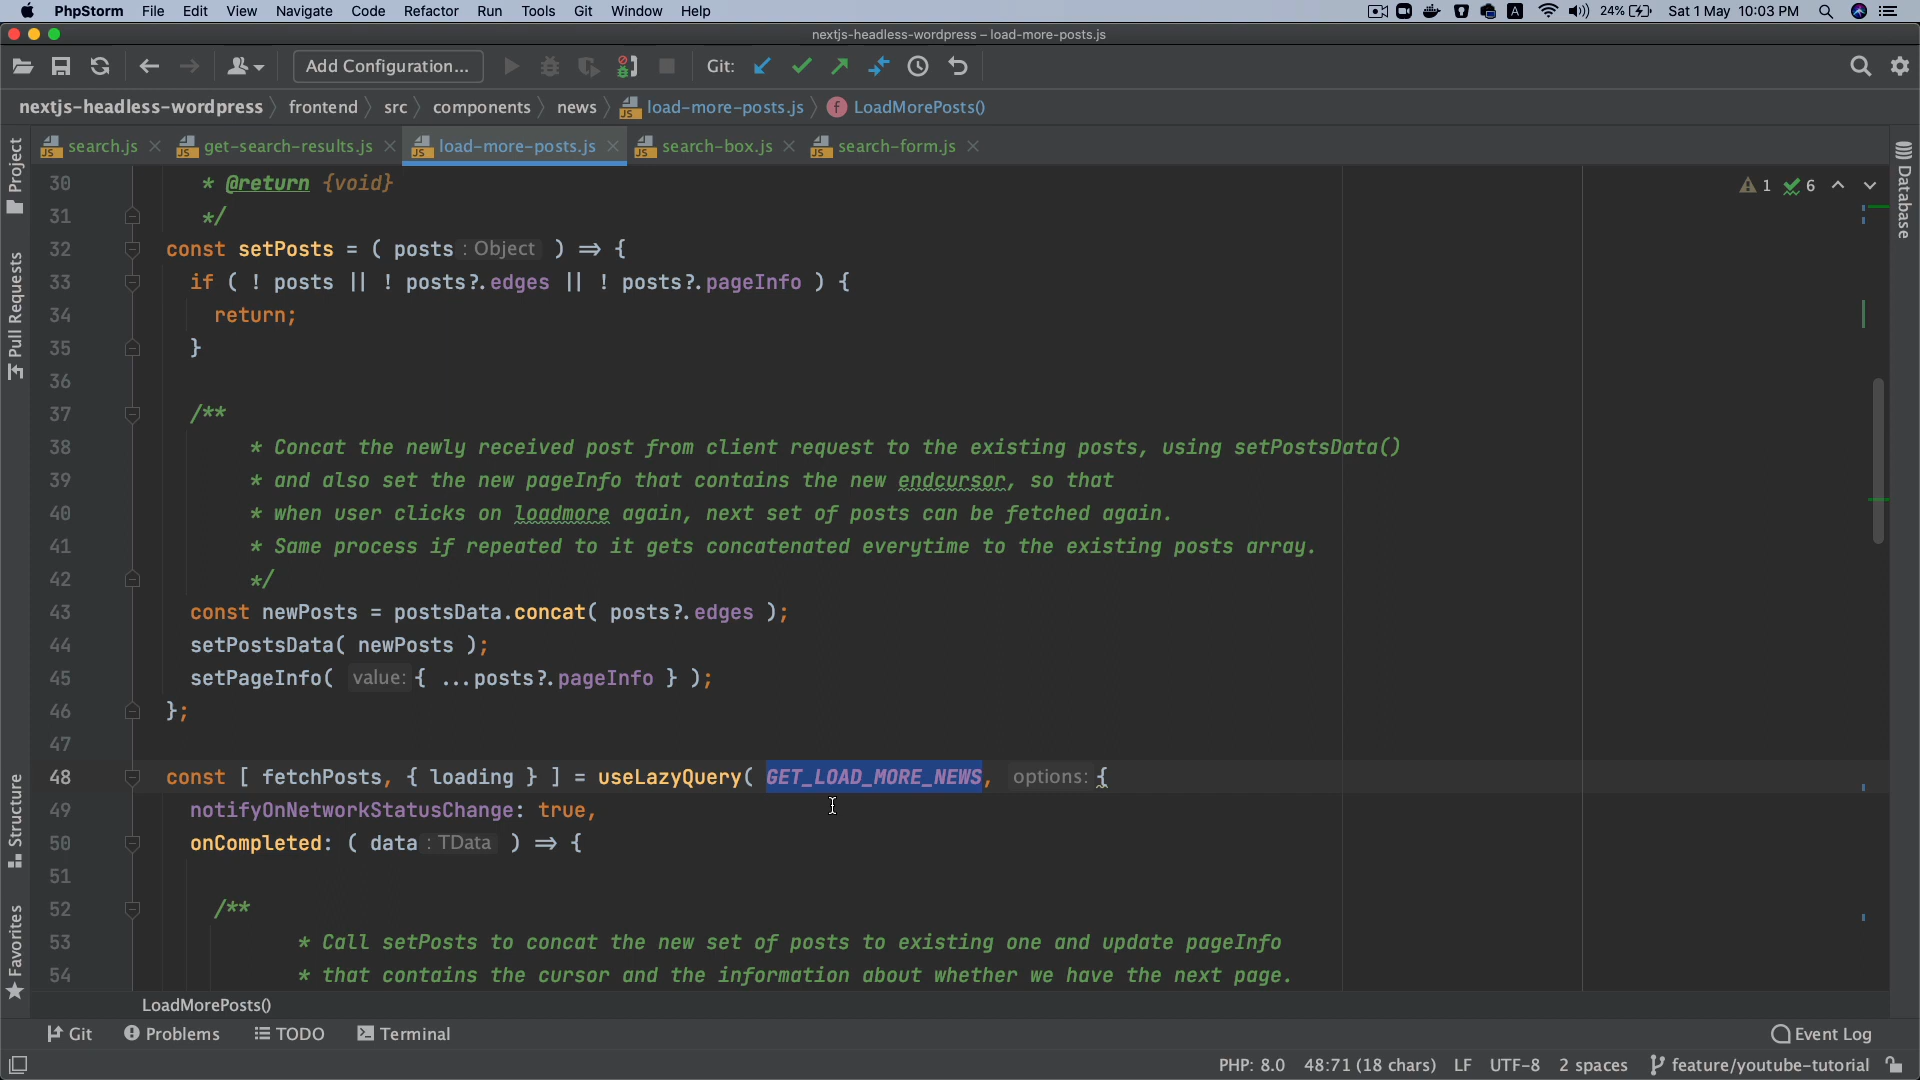 PhpStorm File Edit View Navigate Code Refactor Run Tools Git Window Help A 24% Sat 1 May 10:03 PM
nextjs-headless-wordpress – load-more-posts.js
Add Configuration... Git:
nextjs-headless-wordpress frontend src components news load-more-posts.js f LoadMorePosts()
search.js get-search-results.js load-more-posts.js search-box.js search-form.js
Project
Pull Requests
Structure
Favorites
Database
1 6
30 * @return {void}
31 */
32 const setPosts = ( posts : Object ) => {
33 if ( ! posts || ! posts?.edges || ! posts?.pageInfo ) {
34 return;
35 }
36
37 /**
38 * Concat the newly received post from client request to the existing posts, using setPostsData()
39 * and also set the new pageInfo that contains the new endcursor, so that
40 * when user clicks on loadmore again, next set of posts can be fetched again.
41 * Same process if repeated to it gets concatenated everytime to the existing posts array.
42 */
43 const newPosts = postsData.concat( posts?.edges );
44 setPostsData( newPosts );
45 setPageInfo( value: { ...posts?.pageInfo } );
46 };
47
48 const [ fetchPosts, { loading } ] = useLazyQuery( GET_LOAD_MORE_NEWS, options: {
49 notifyOnNetworkStatusChange: true,
50 onCompleted: ( data : TData ) => {
51
52 /**
53 * Call setPosts to concat the new set of posts to existing one and update pageInfo
54 * that contains the cursor and the information about whether we have the next page.
LoadMorePosts()
Git Problems TODO Terminal Event Log
PHP: 8.0 48:71 (18 chars) LF UTF-8 2 spaces feature/youtube-tutorial